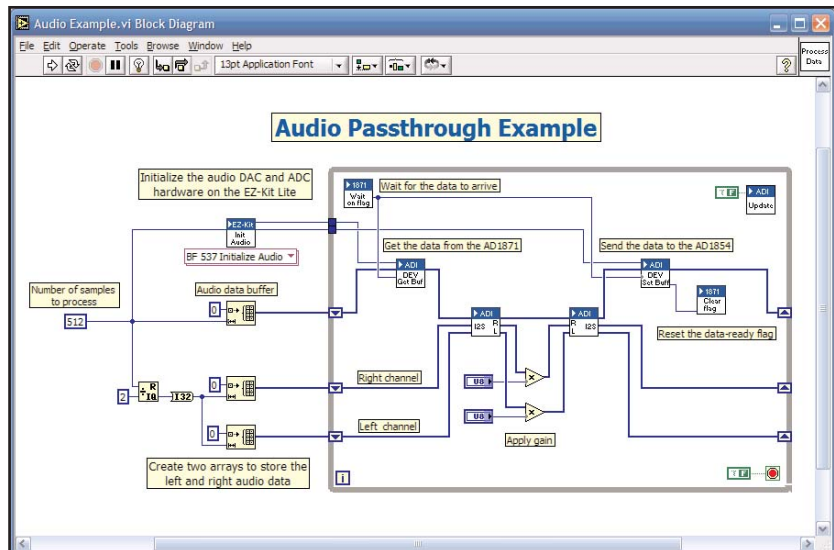 Audio Example.vi Block Diagram
File Edit Operate Tools Browse Window Help
13pt Application Font
Process
Data
Audio Passthrough Example
Initialize the audio DAC and ADC
hardware on the EZ-Kit Lite
1871
Wait
on flag
Wait for the data to arrive
T F
ADI
Update
EZ-Kit
Init
Audio
BF 537 Initialize Audio
Get the data from the AD1871
Send the data to the AD1854
ADI
DEV
Get Buf
ADI
DEV
Set Buff
1871
Clear
flag
Number of samples
to process
512
Audio data buffer
0
ADI
I2S R
L
ADI
R I2S
L
Reset the data-ready flag
R
IQ
2
I32
0
Right channel
U8
x
0
Left channel
U8
x
Apply gain
Create two arrays to store the
left and right audio data
i
T F